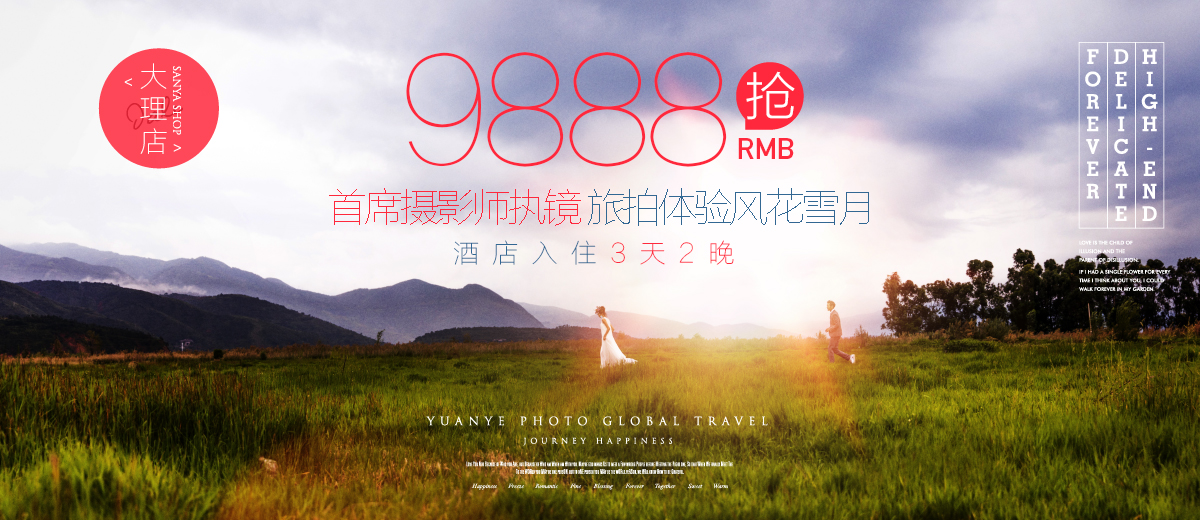 大理店
< SANYA SHOP >
9888
抢
RMB
首席摄影师执镜 旅拍体验风花雪月
酒店入住3天2晚
HIGH-END
DELICATE
FOREVER
LOVE IS THE CHILD OF
ILLUSION AND THE
PARENT OF DISILLUSION.
IF I HAD A SINGLE FLOWER FOR EVERY
TIME I THINK ABOUT YOU, I COULD
WALK FOREVER IN MY GARDEN.
YUANYE PHOTO GLOBAL TRAVEL
JOURNEY HAPPINESS
Happiness Poesie Romantic Pine Blessing Forever Together Sweet Warm